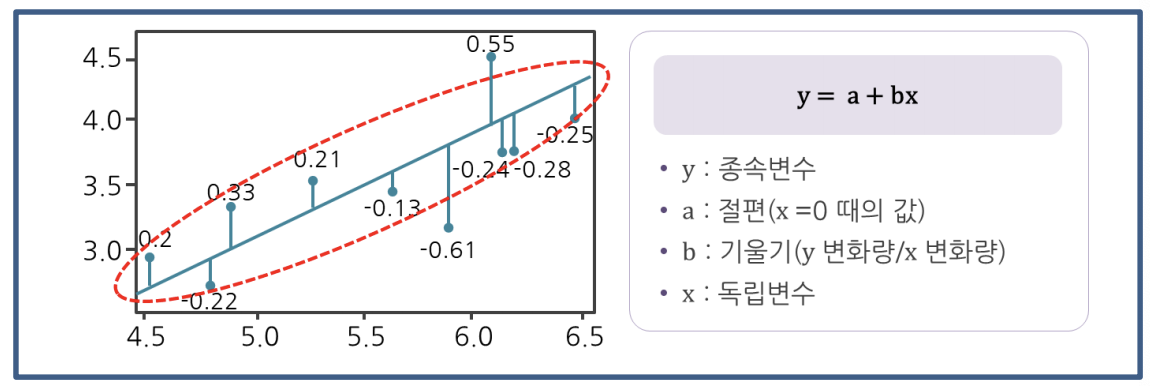 4.5
4.0
3.5
3.0
0.55
0.21
0.33
0.2
-0.25
-0.24
-0.28
-0.13
-0.61
-0.22
4.5 5.0 5.5 6.0 6.5
y = a + bx
• y : 종속변수
• a : 절편(x =0 때의 값)
• b : 기울기(y 변화량/x 변화량)
• x : 독립변수